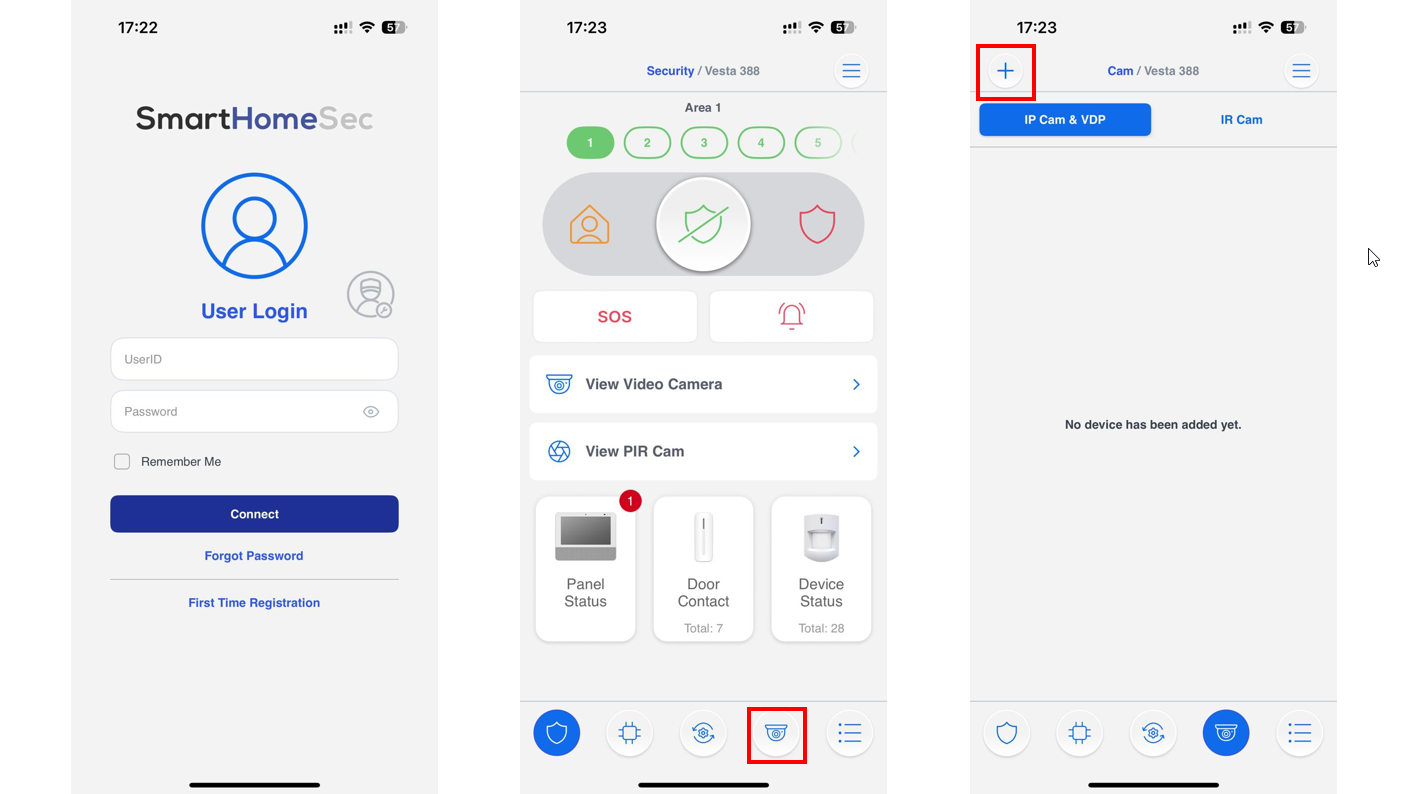 17:22
57
SmartHomeSec
User Login
UserID
Password
Remember Me
Connect
Forgot Password
First Time Registration
17:23
57
Security / Vesta 388
Area 1
1 2 3 4 5
SOS
View Video Camera
View PIR Cam
1
Panel
Status
Door
Contact
Total: 7
Device
Status
Total: 28
17:23
57
Cam / Vesta 388
IP Cam & VDP
IR Cam
No device has been added yet.